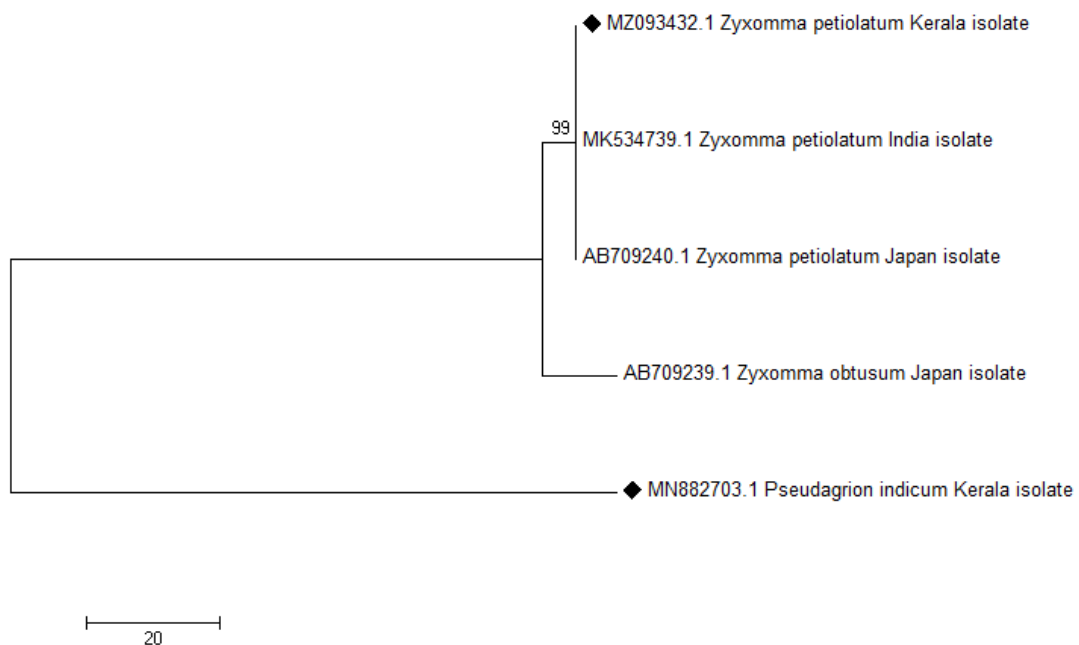 MZ093432.1 Zyxomma petiolatum Kerala isolate
99
MK534739.1 Zyxomma petiolatum India isolate
AB709240.1 Zyxomma petiolatum Japan isolate
AB709239.1 Zyxomma obtusum Japan isolate
MN882703.1 Pseudagrion indicum Kerala isolate
20